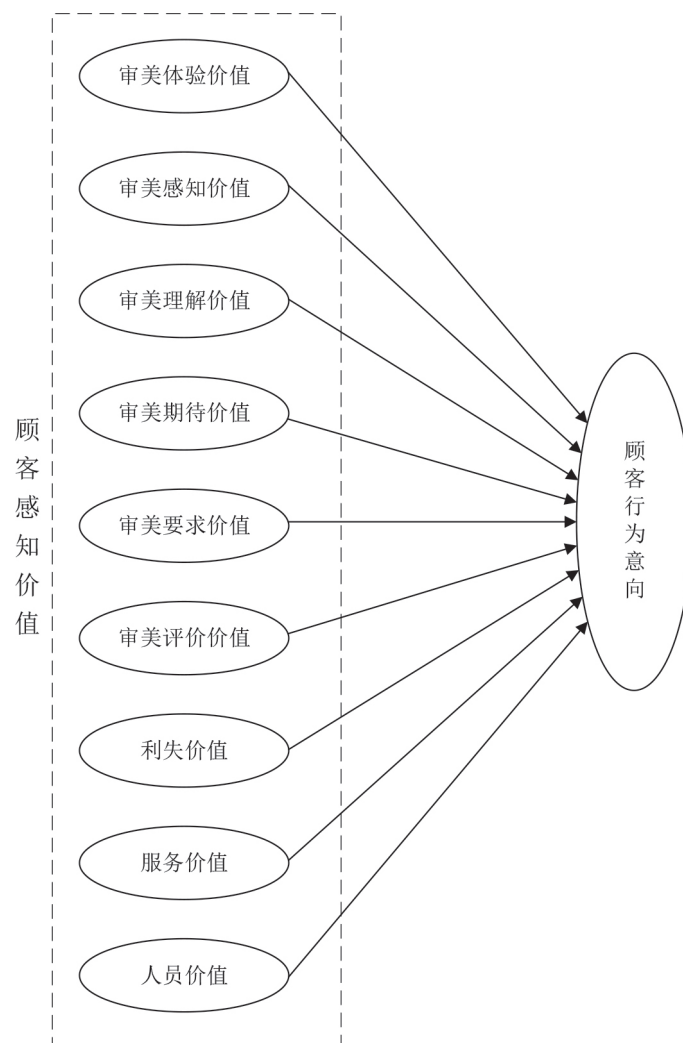 审美体验价值
审美感知价值
审美理解价值
审美期待价值
审美要求价值
审美评价价值
利失价值
服务价值
人员价值
顾客感知价值
顾客行为意向